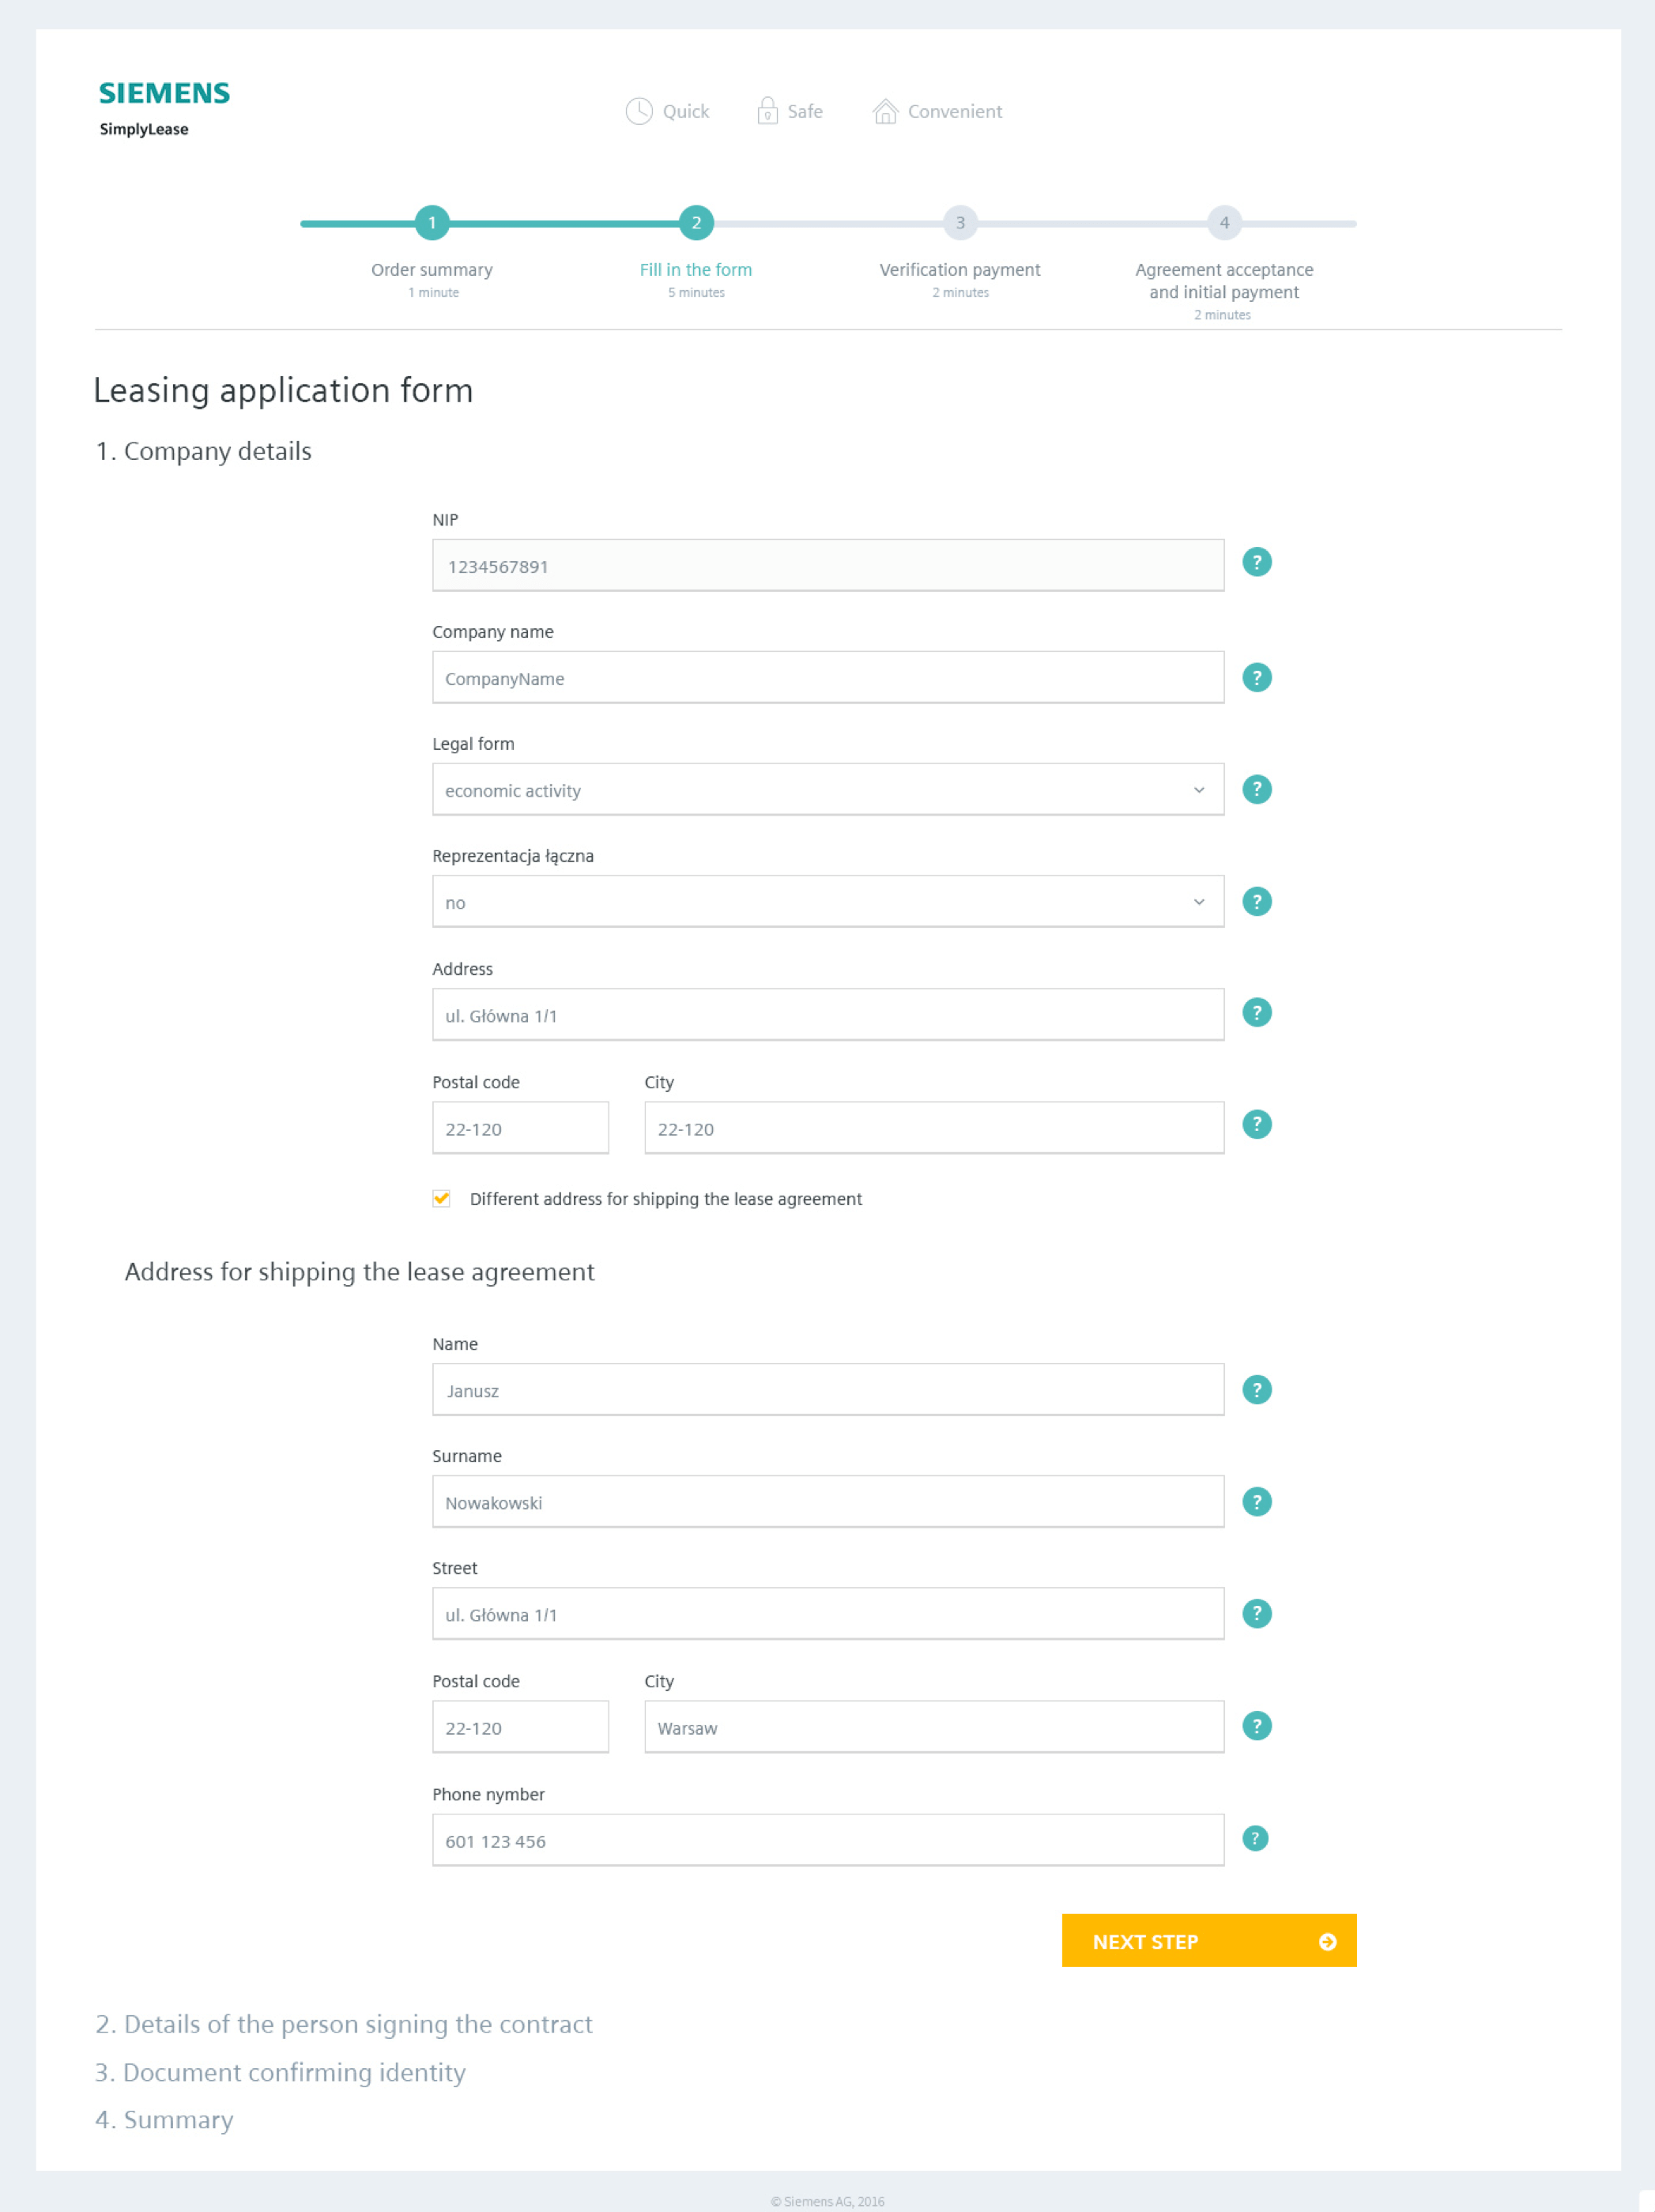 SIEMENS
SimplyLease
Quick
Safe
Convenient
1
2
3
4
Order summary
1 minute
Fill in the form
5 minutes
Verification payment
2 minutes
Agreement acceptance
and initial payment
2 minutes
Leasing application form
1. Company details
NIP
1234567891
?
Company name
CompanyName
?
Legal form
economic activity
?
Reprezentacja łączna
no
?
Address
ul. Główna 1/1
?
Postal code
City
22-120
22-120
?
Different address for shipping the lease agreement
Address for shipping the lease agreement
Name
Janusz
?
Surname
Nowakowski
?
Street
ul. Główna 1/1
?
Postal code
City
22-120
Warsaw
?
Phone nymber
601 123 456
?
NEXT STEP
2. Details of the person signing the contract
3. Document confirming identity
4. Summary
© Siemens AG, 2016